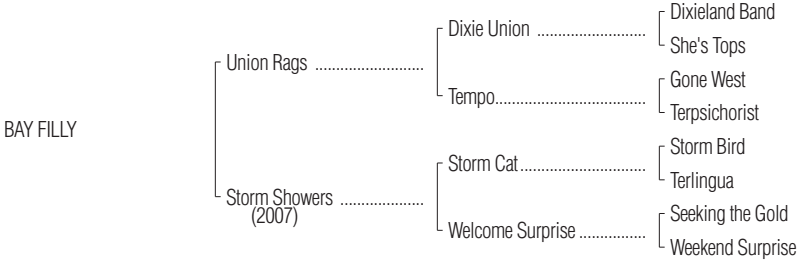 Dixieland Band
Dixie Union ..........................
She's Tops
Union Rags ..........................
Gone West
Tempo....................................
Terpsichorist
BAY FILLY
Storm Bird
Storm Cat..............................
Terlingua
Storm Showers ....................
(2007)
Seeking the Gold
Welcome Surprise ................
Weekend Surprise